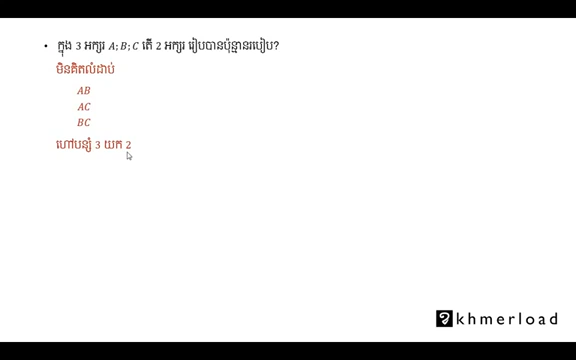 • ក្នុង 3 អក្សរ A; B; C តើ 2 អក្សរ រៀបបានប៉ុន្មានរបៀប?
មិនគិតលំដាប់
AB
AC
BC
ហៅបន្សំ 3 យក 2
khmerload